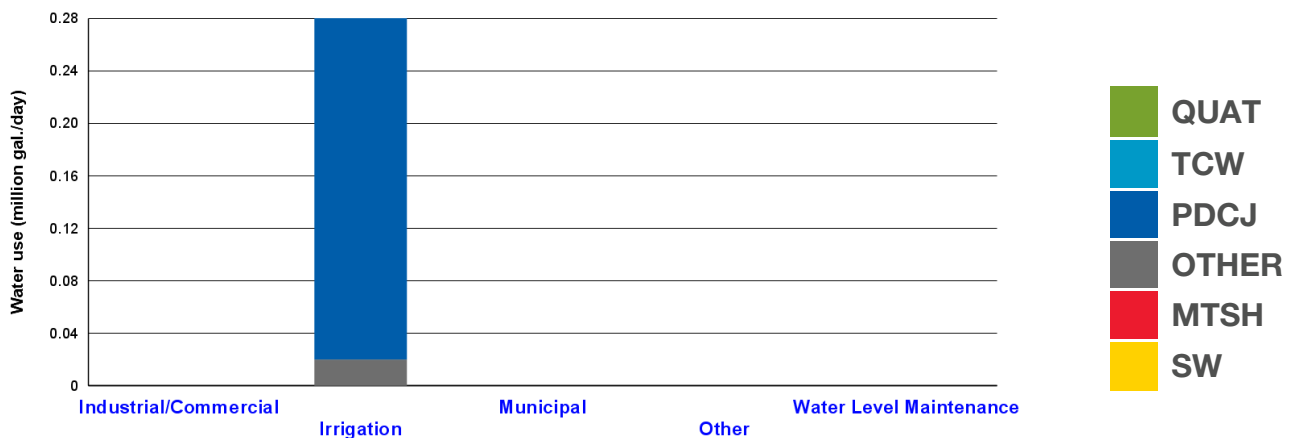 Water use (million gal./day)
0.28
0.24
0.20
0.16
0.12
0.08
0.04
0
Industrial/Commercial
Irrigation
Municipal
Other
Water Level Maintenance
QUAT
TCW
PDCJ
OTHER
MTSH
SW